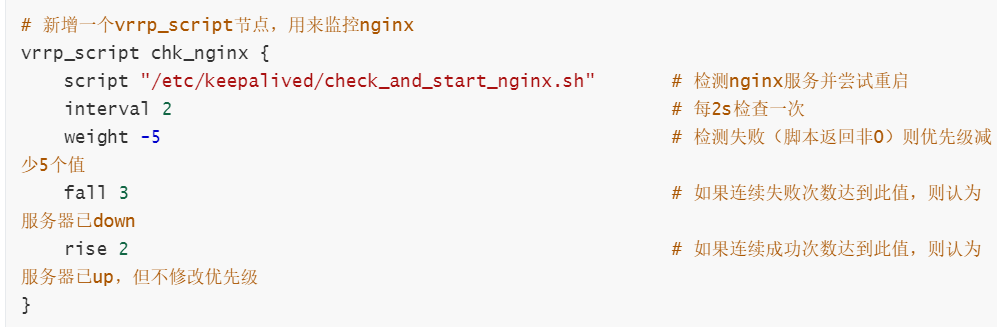 # 新增一个vrrp_script节点，用来监控nginx
vrrp_script chk_nginx {
    script "/etc/keepalived/check_and_start_nginx.sh"        # 检测nginx服务并尝试重启
    interval 2                                               # 每2s检查一次
    weight -5                                                # 检测失败（脚本返回非0）则优先级减
少5个值
    fall 3                                                   # 如果连续失败次数达到此值，则认为
服务器已down
    rise 2                                                   # 如果连续成功次数达到此值，则认为
服务器已up，但不修改优先级
}